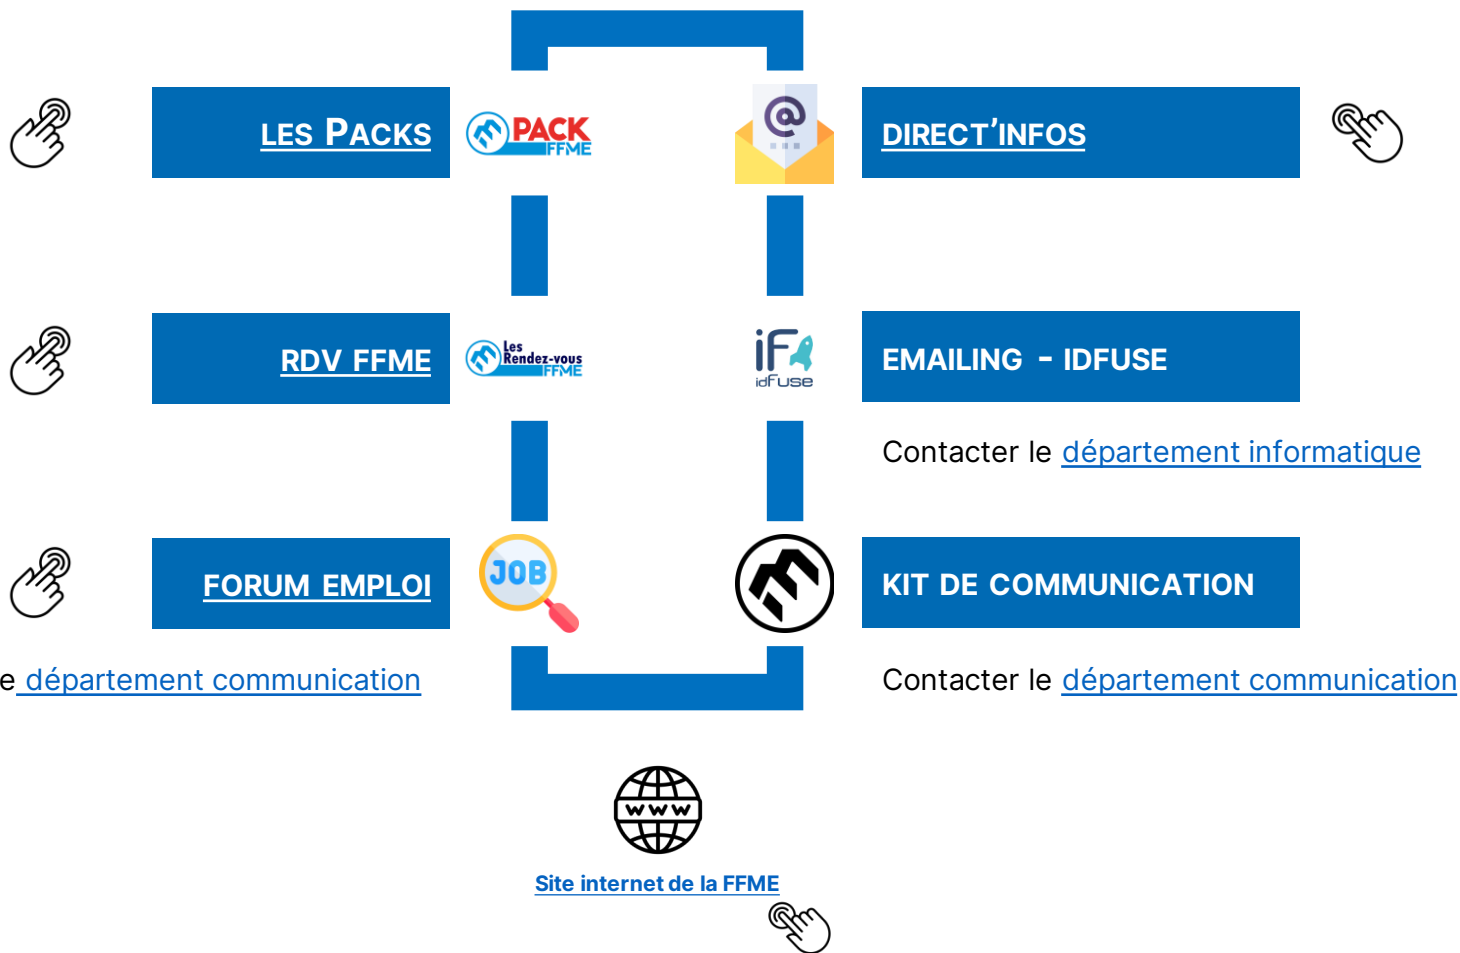 LES PACKS
PACK
FFME
@
DIRECT'INFOS
RDV FFME
Les
Rendez-vous
FFME
iF
idFuse
EMAILING - IDFUSE
Contacter le département informatique
FORUM EMPLOI
JOB
KIT DE COMMUNICATION
e département communication
Contacter le département communication
WWW
Site internet de la FFME